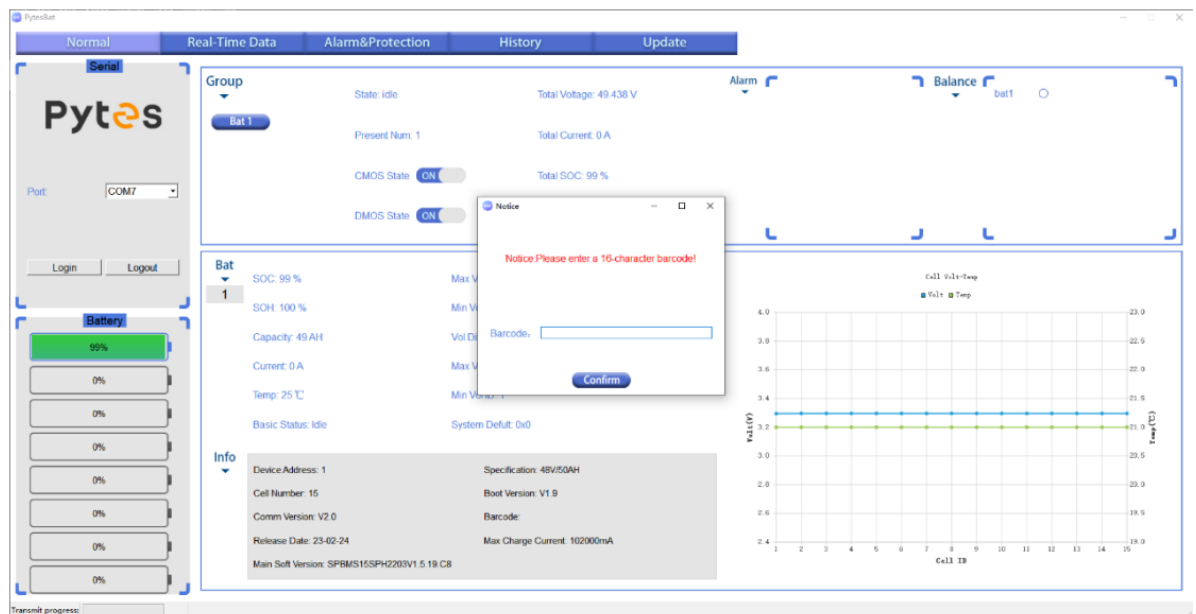 PytesBat
Normal Real-Time Data Alarm&Protection History Update
Serial
Pytes
Port: COM7
Login Logout
Battery
99%
0%
0%
0%
0%
0%
0%
0%
Transmit progress:
Group
Bat 1
State: idle Total Voltage: 49.438 V
Present Num: 1 Total Current: 0 A
CMOS State ON Total SOC: 99 %
DMOS State ON
Alarm
Balance
bat1
Notice
Notice:Please enter a 16-character barcode!
Barcode:
Confirm
Bat
1
SOC: 99 % Max V
SOH: 100 % Min V
Capacity: 49 AH Vol Di
Current: 0 A Max V
Temp: 25 ℃
Basic Status: Idle System Defult: 0x0
Info
Device Address: 1 Specification: 48V/50AH
Cell Number: 15 Boot Version: V1.9
Comm Version: V2.0 Barcode:
Release Date: 23-02-24 Max Charge Current: 102000mA
Main Soft Version: SPBMS15SPH2203V1.5.19.C8
Cell Volt-Temp
Volt Temp
4.0 23.0
3.8 22.5
3.6 22.0
3.4 21.5
3.2 21.0
3.0 20.5
2.8 20.0
2.6 19.5
2.4 19.0
Volt(V)
Temp(℃)
1 2 3 4 5 6 7 8 9 10 11 12 13 14 15
Cell ID